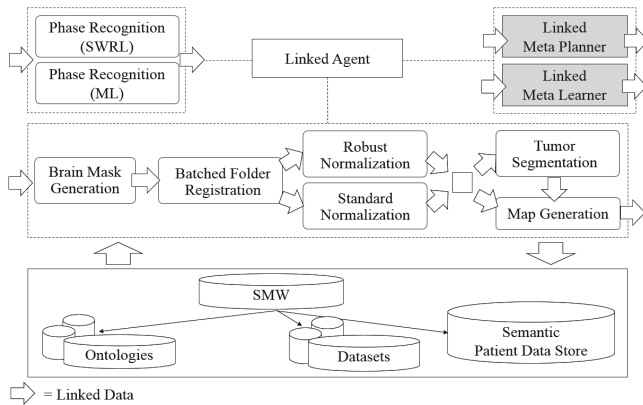 Phase Recognition
(SWRL)
Phase Recognition
(ML)
Linked Agent
Linked
Meta Planner
Linked
Meta Learner
Brain Mask
Generation
Batched Folder
Registration
Robust
Normalization
Standard
Normalization
Tumor
Segmentation
Map Generation
SMW
Ontologies
Datasets
Semantic
Patient Data Store
= Linked Data